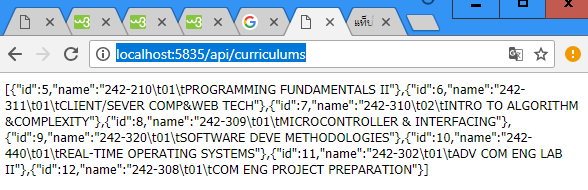 แท็ป
localhost:5835/api/curriculums
[{"id":5,"name":"242-210\t01\tPROGRAMMING FUNDAMENTALS II"},{"id":6,"name":"242-
311\t01\tCLIENT/SEVER COMP&WEB TECH"},{"id":7,"name":"242-310\t02\tINTRO TO ALGORITHM
&COMPLEXITY"},{"id":8,"name":"242-309\t01\tMICROCONTROLLER & INTERFACING"},
{"id":9,"name":"242-320\t01\tSOFTWARE DEVE METHODOLOGIES"},{"id":10,"name":"242-
440\t01\tREAL-TIME OPERATING SYSTEMS"},{"id":11,"name":"242-302\t01\tADV COM ENG LAB
II"},{"id":12,"name":"242-308\t01\tCOM ENG PROJECT PREPARATION"}]